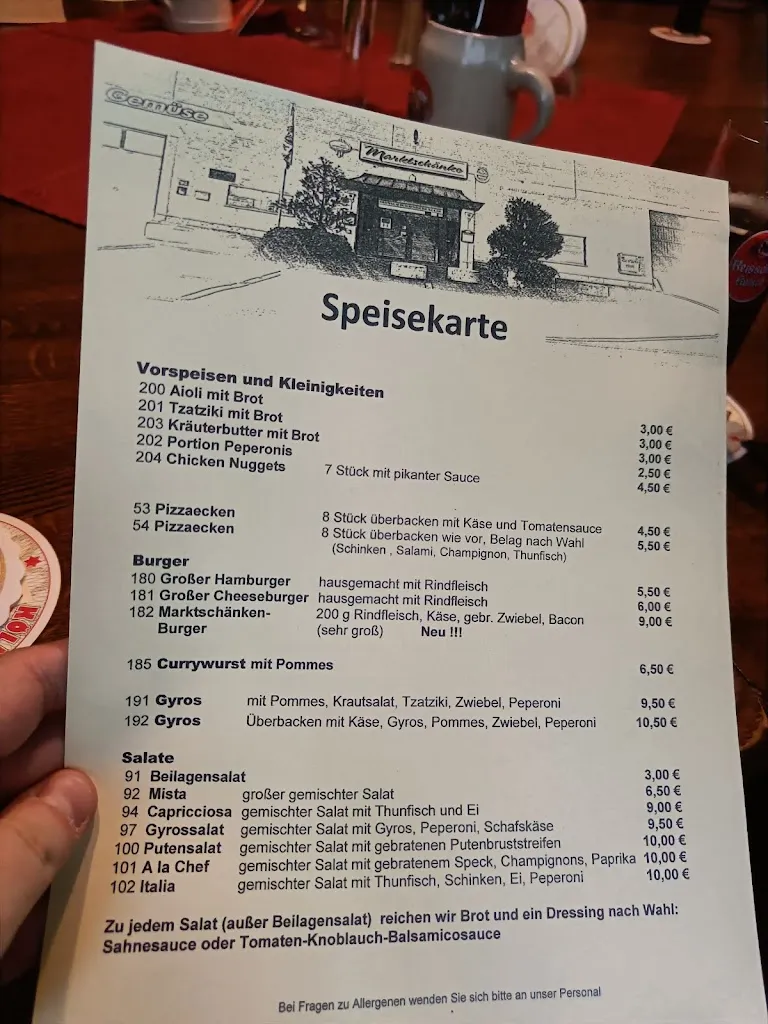 Gemüse
Marktschänke
Speisekarte
Vorspeisen und Kleinigkeiten
200 Aioli mit Brot 3,00 €
201 Tzatziki mit Brot 3,00 €
203 Kräuterbutter mit Brot 3,00 €
202 Portion Peperonis 2,50 €
204 Chicken Nuggets 7 Stück mit pikanter Sauce 4,50 €
53 Pizzaecken 8 Stück überbacken mit Käse und Tomatensauce 4,50 €
54 Pizzaecken 8 Stück überbacken wie vor, Belag nach Wahl 5,50 €
(Schinken , Salami, Champignon, Thunfisch)
Burger
180 Großer Hamburger hausgemacht mit Rindfleisch 5,50 €
181 Großer Cheeseburger hausgemacht mit Rindfleisch 6,00 €
182 Marktschänken- 200 g Rindfleisch, Käse, gebr. Zwiebel, Bacon 9,00 €
Burger (sehr groß) Neu !!!
185 Currywurst mit Pommes 6,50 €
191 Gyros mit Pommes, Krautsalat, Tzatziki, Zwiebel, Peperoni 9,50 €
192 Gyros Überbacken mit Käse, Gyros, Pommes, Zwiebel, Peperoni 10,50 €
Salate
91 Beilagensalat 3,00 €
92 Mista großer gemischter Salat 6,50 €
94 Capricciosa gemischter Salat mit Thunfisch und Ei 9,00 €
97 Gyrossalat gemischter Salat mit Gyros, Peperoni, Schafskäse 9,50 €
100 Putensalat gemischter Salat mit gebratenen Putenbruststreifen 10,00 €
101 A la Chef gemischter Salat mit gebratenem Speck, Champignons, Paprika 10,00 €
102 Italia gemischter Salat mit Thunfisch, Schinken, Ei, Peperoni 10,00 €
Zu jedem Salat (außer Beilagensalat) reichen wir Brot und ein Dressing nach Wahl:
Sahnesauce oder Tomaten-Knoblauch-Balsamicosauce
Bei Fragen zu Allergenen wenden Sie sich bitte an unser Personal